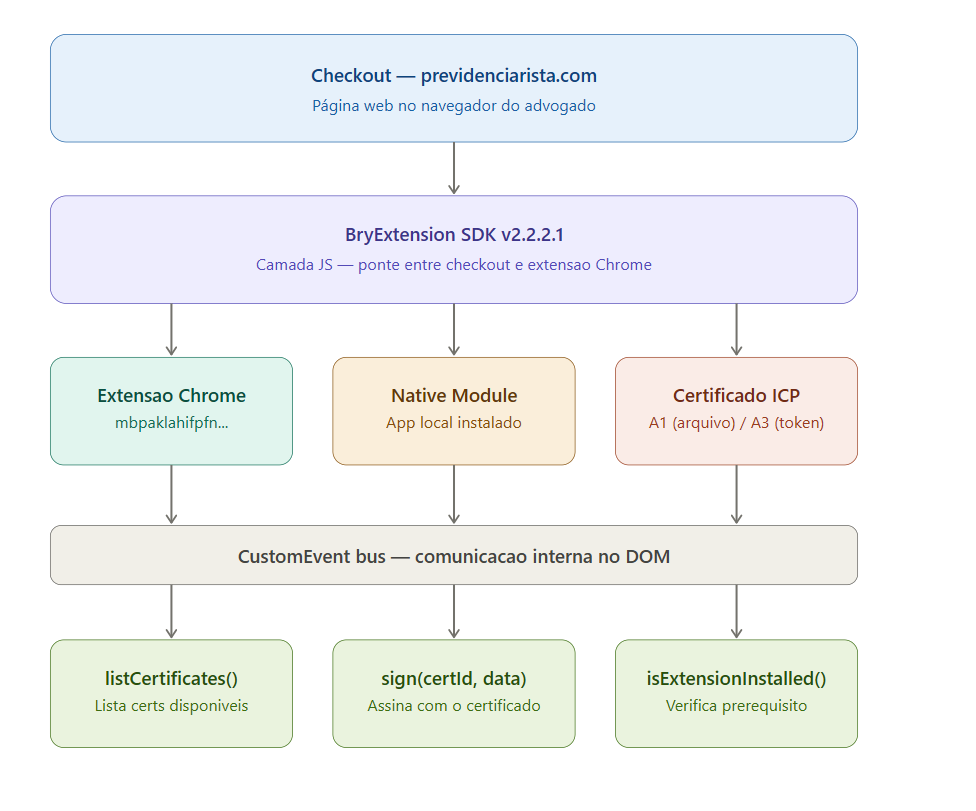 Checkout — previdenciarista.com
Página web no navegador do advogado
BryExtension SDK v2.2.2.1
Camada JS — ponte entre checkout e extensao Chrome
Extensao Chrome
mbpaklahifpfn...
Native Module
App local instalado
Certificado ICP
A1 (arquivo) / A3 (token)
CustomEvent bus — comunicacao interna no DOM
listCertificates()
Lista certs disponiveis
sign(certId, data)
Assina com o certificado
isExtensionInstalled()
Verifica prerequisito